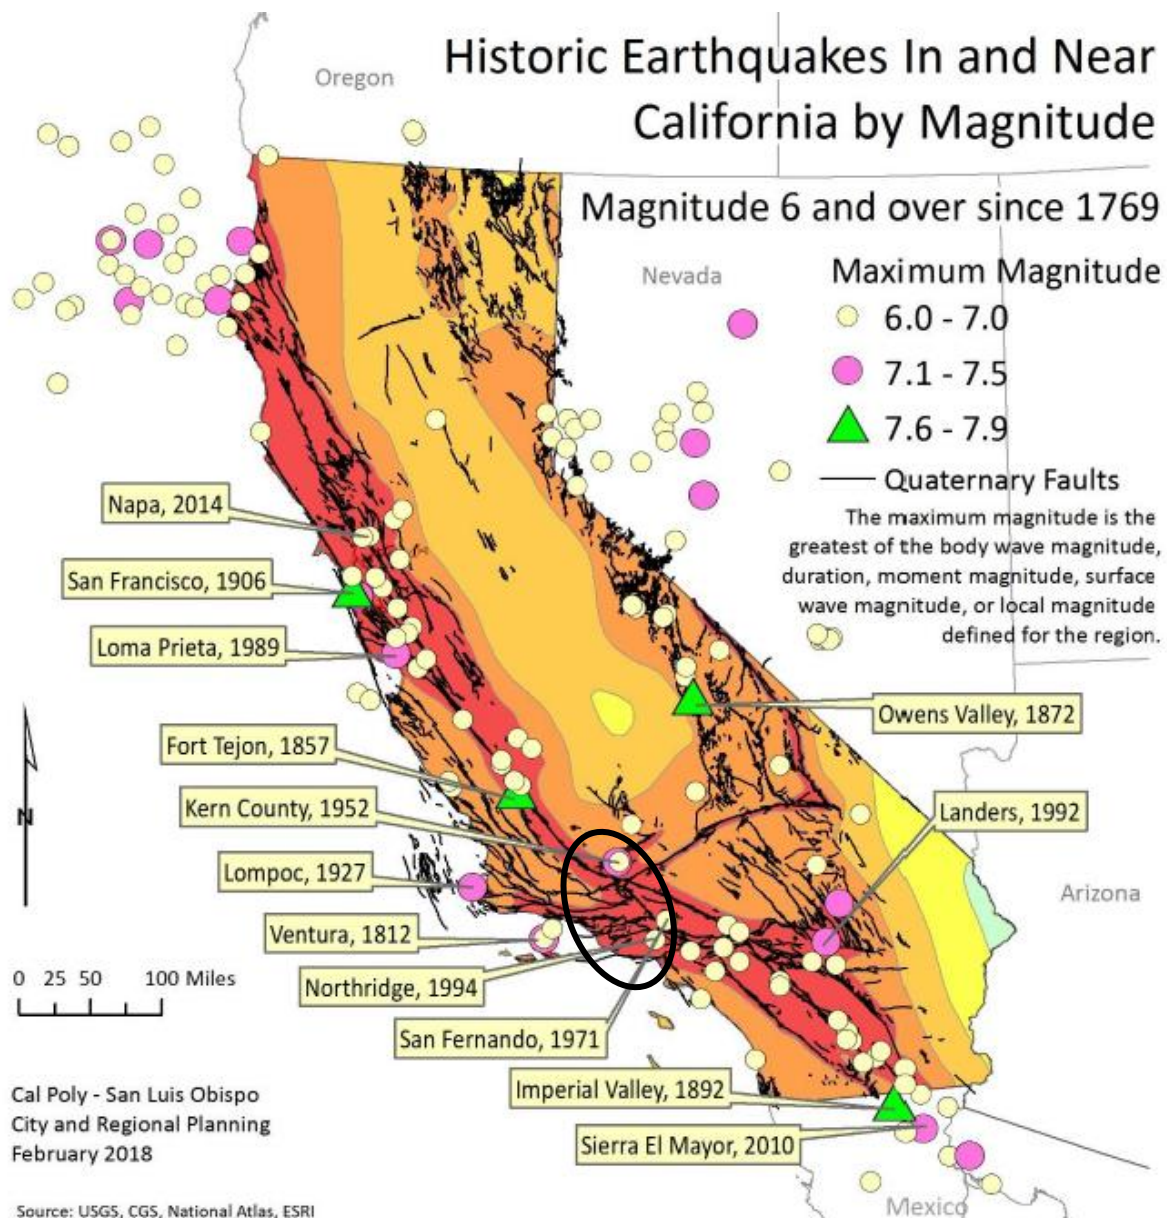 Historic Earthquakes In and Near
California by Magnitude
Oregon
Magnitude 6 and over since 1769
Nevada
Maximum Magnitude
6.0 - 7.0
7.1 - 7.5
7.6 - 7.9
Quaternary Faults
The maximum magnitude is the
greatest of the body wave magnitude,
duration, moment magnitude, surface
wave magnitude, or local magnitude
defined for the region.
Napa, 2014
San Francisco, 1906
Loma Prieta, 1989
Owens Valley, 1872
Fort Tejon, 1857
Kern County, 1952
Landers, 1992
N
Lompoc, 1927
Arizona
Ventura, 1812
0 25 50 100 Miles
Northridge, 1994
San Fernando, 1971
Imperial Valley, 1892
Sierra El Mayor, 2010
Cal Poly - San Luis Obispo
City and Regional Planning
February 2018
Mexico
Source: USGS, CGS, National Atlas, ESRI